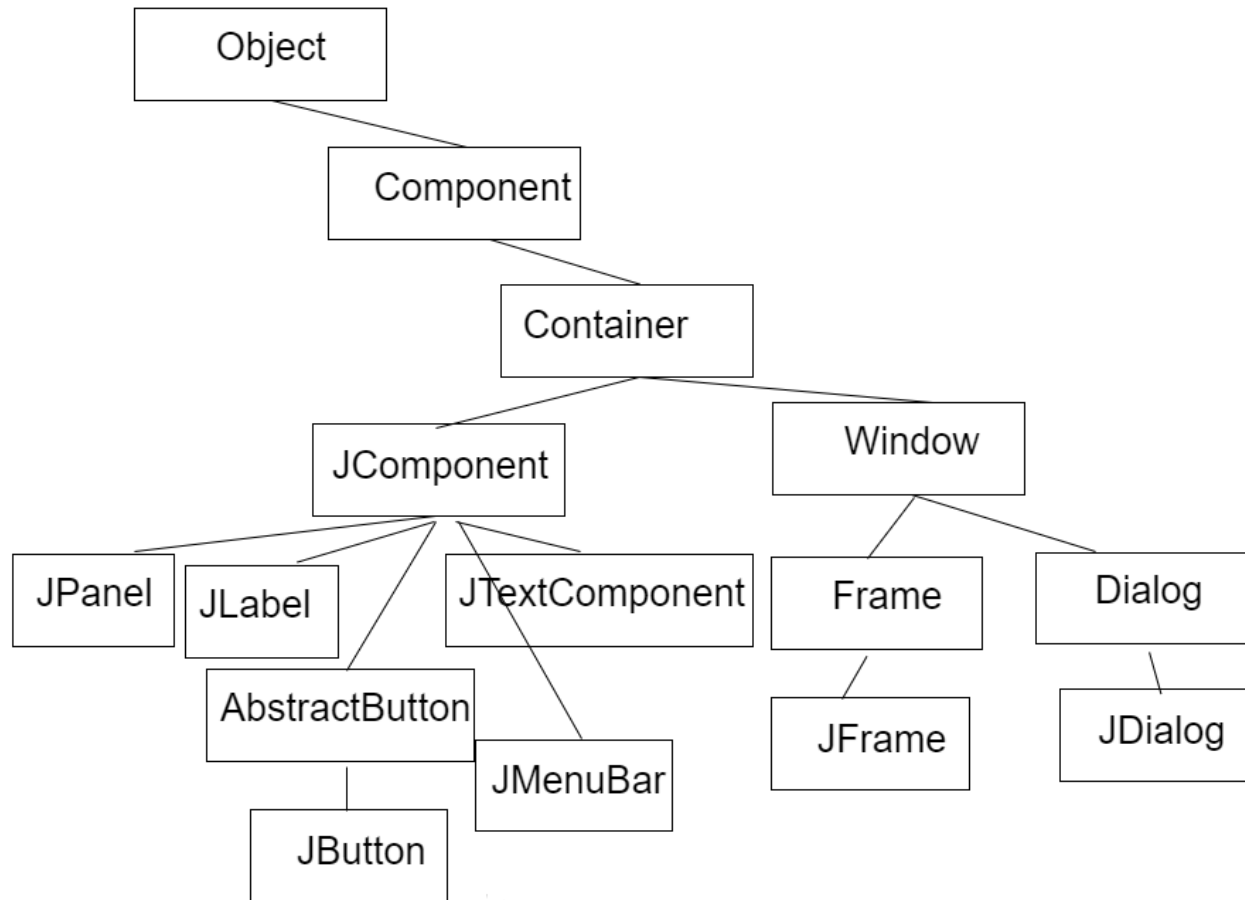 Object
Component
Container
JComponent
Window
JPanel
JLabel
JTextComponent
Frame
Dialog
AbstractButton
JMenuBar
JFrame
JDialog
JButton